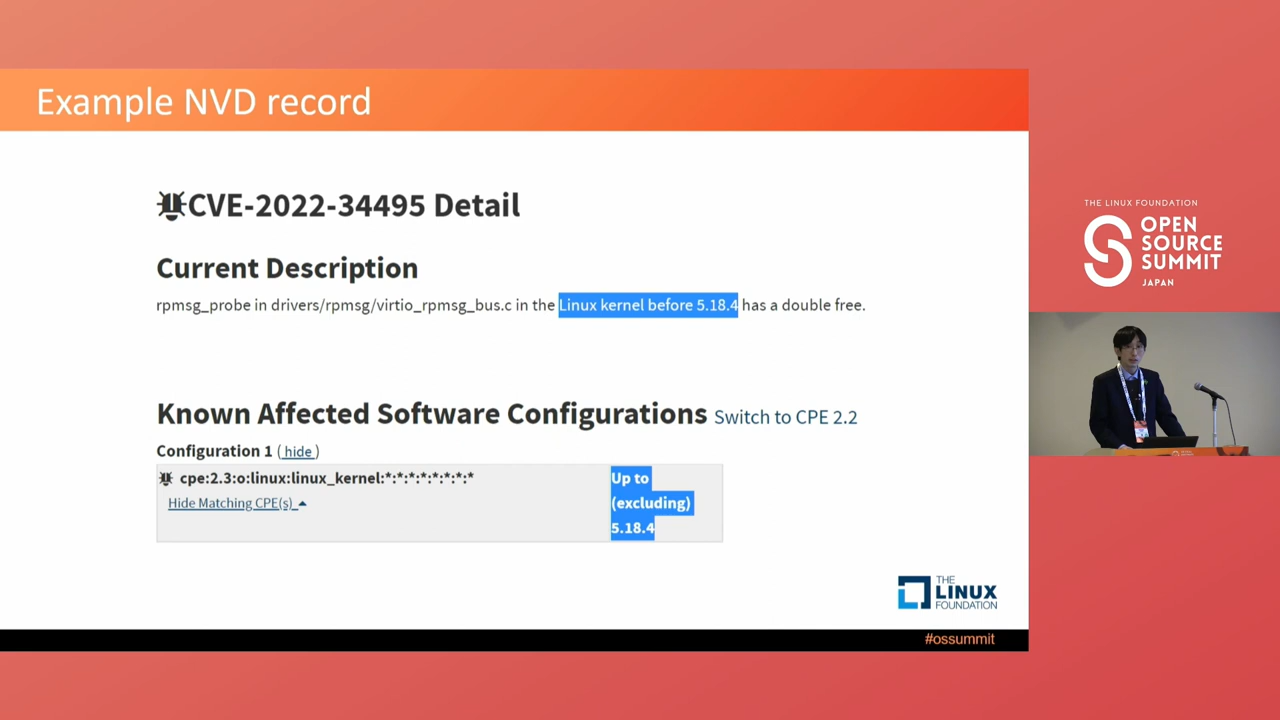 Example NVD record
CVE-2022-34495 Detail
Current Description
rpmsg_probe in drivers/rpmsg/virtio_rpmsg_bus.c in the Linux kernel before 5.18.4 has a double free.
Known Affected Software Configurations Switch to CPE 2.2
Configuration 1 ( hide )
cpe:2.3:o:linux:linux_kernel:*:*:*:*:*:*:*:*
Hide Matching CPE(s)
Up to
(excluding)
5.18.4
THE
LINUX
FOUNDATION
#ossummit
THE LINUX FOUNDATION
OPEN
SOURCE
SUMMIT
JAPAN